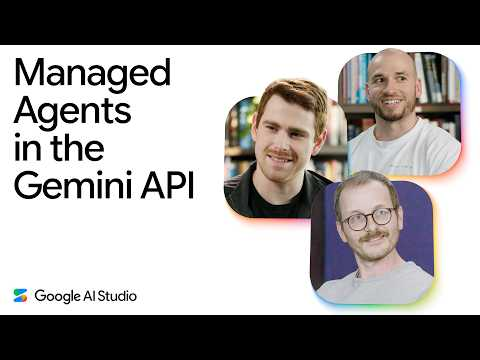 Managed
Agents
in the
Gemini API
Google AI Studio